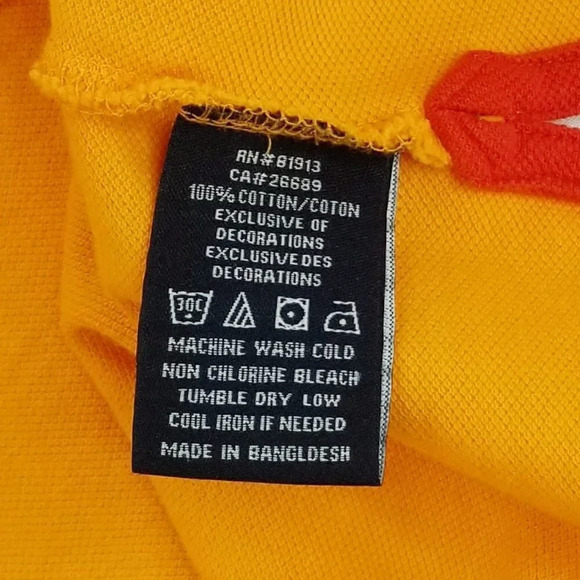 RN#81913
CA#26689
100% COTTON/COTON
EXCLUSIVE OF
DECORATIONS
EXCLUSIVE DES
DECORATIONS
30C
MACHINE WASH COLD
NON CHLORINE BLEACH
TUMBLE DRY LOW
COOL IRON IF NEEDED
MADE IN BANGLDESH